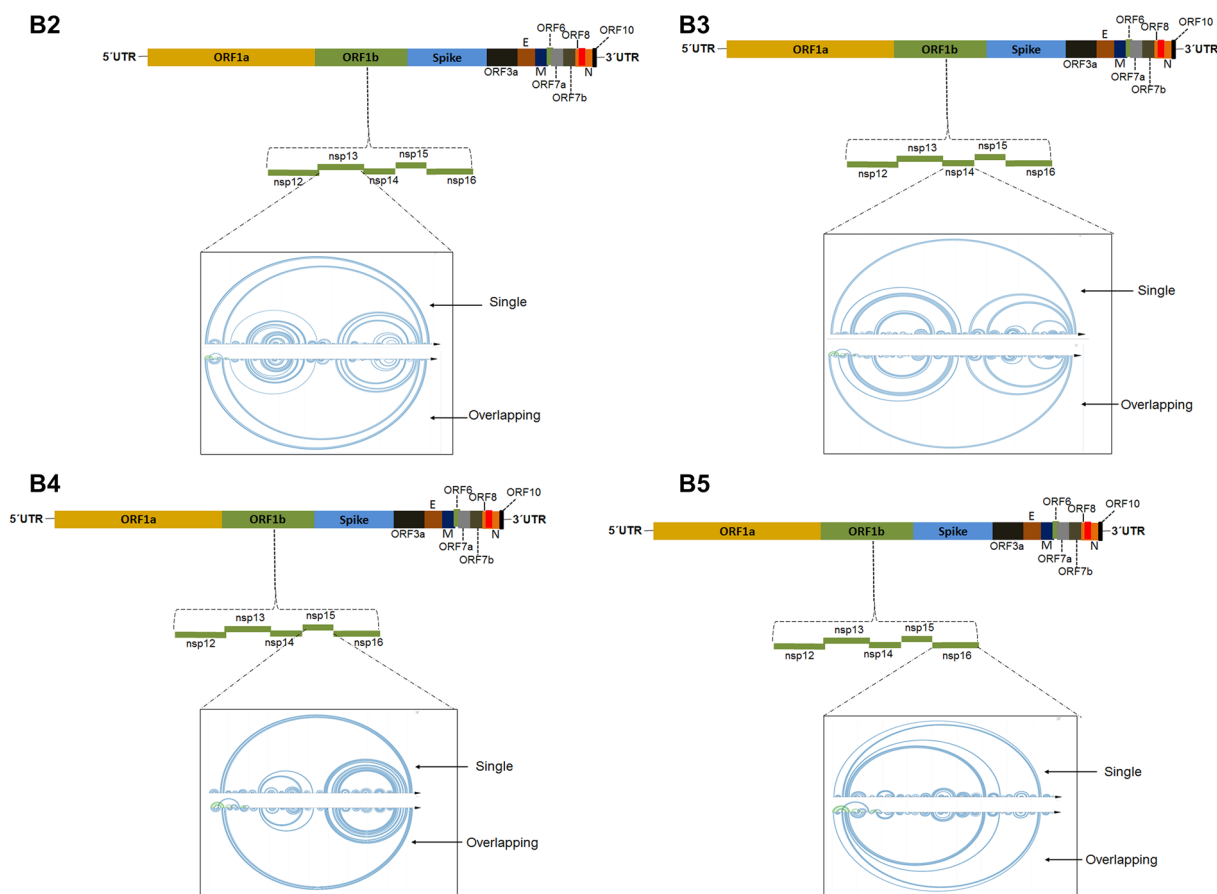 B2
ORF10
ORF6
ORF8
E
5´UTR
ORF1a
ORF1b
Spike
3´UTR
ORF3a
M
N
ORF7a
ORF7b
nsp13
nsp15
nsp12
nsp14
nsp16
Single
Overlapping
B3
ORF10
ORF6
ORF8
E
5´UTR
ORF1a
ORF1b
Spike
3´UTR
ORF3a
M
N
ORF7a
ORF7b
nsp13
nsp15
nsp12
nsp14
nsp16
Single
Overlapping
B4
ORF10
ORF6
ORF8
E
5´UTR
ORF1a
ORF1b
Spike
3´UTR
ORF3a
M
N
ORF7a
ORF7b
nsp13
nsp15
nsp12
nsp14
nsp16
Single
Overlapping
B5
ORF10
ORF6
ORF8
E
5´UTR
ORF1a
ORF1b
Spike
3´UTR
ORF3a
M
N
ORF7a
ORF7b
nsp13
nsp15
nsp12
nsp14
nsp16
Single
Overlapping